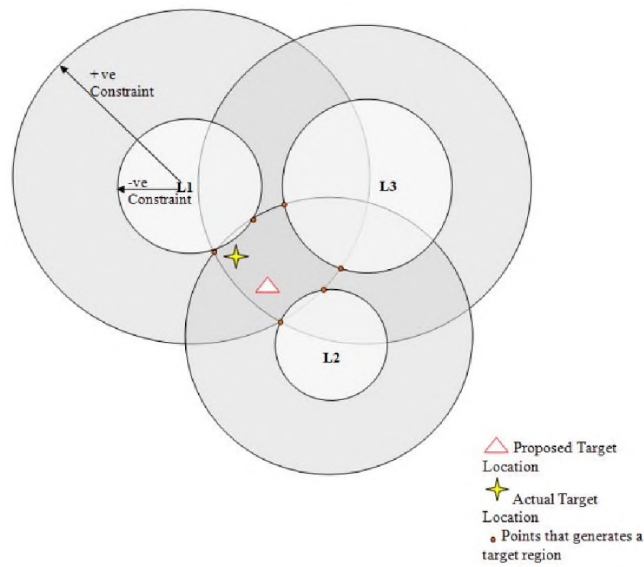 +ve
Constraint
-ve
Constraint
L1
L3
L2
Proposed Target
Location
Actual Target
Location
Points that generates a
target region